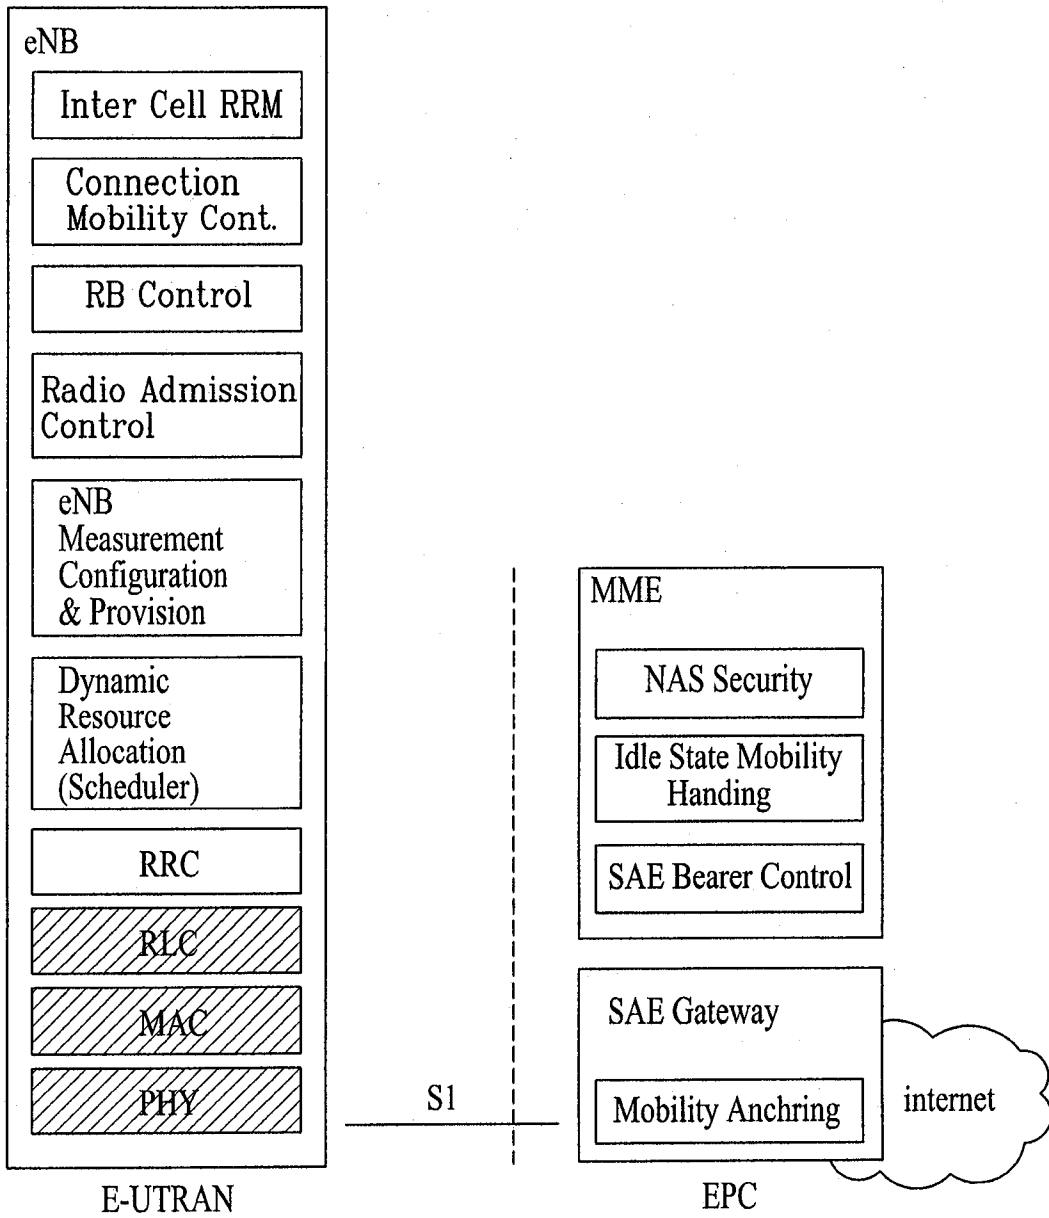 eNB
Inter Cell RRM
Connection
Mobility Cont.
RB Control
Radio Admission
Control
eNB
Measurement
Configuration
& Provision
Dynamic
Resource
Allocation
(Scheduler)
RRC
RLC
MAC
PHY
E-UTRAN
S1
MME
NAS Security
Idle State Mobility
Handing
SAE Bearer Control
SAE Gateway
Mobility Anchring
internet
EPC